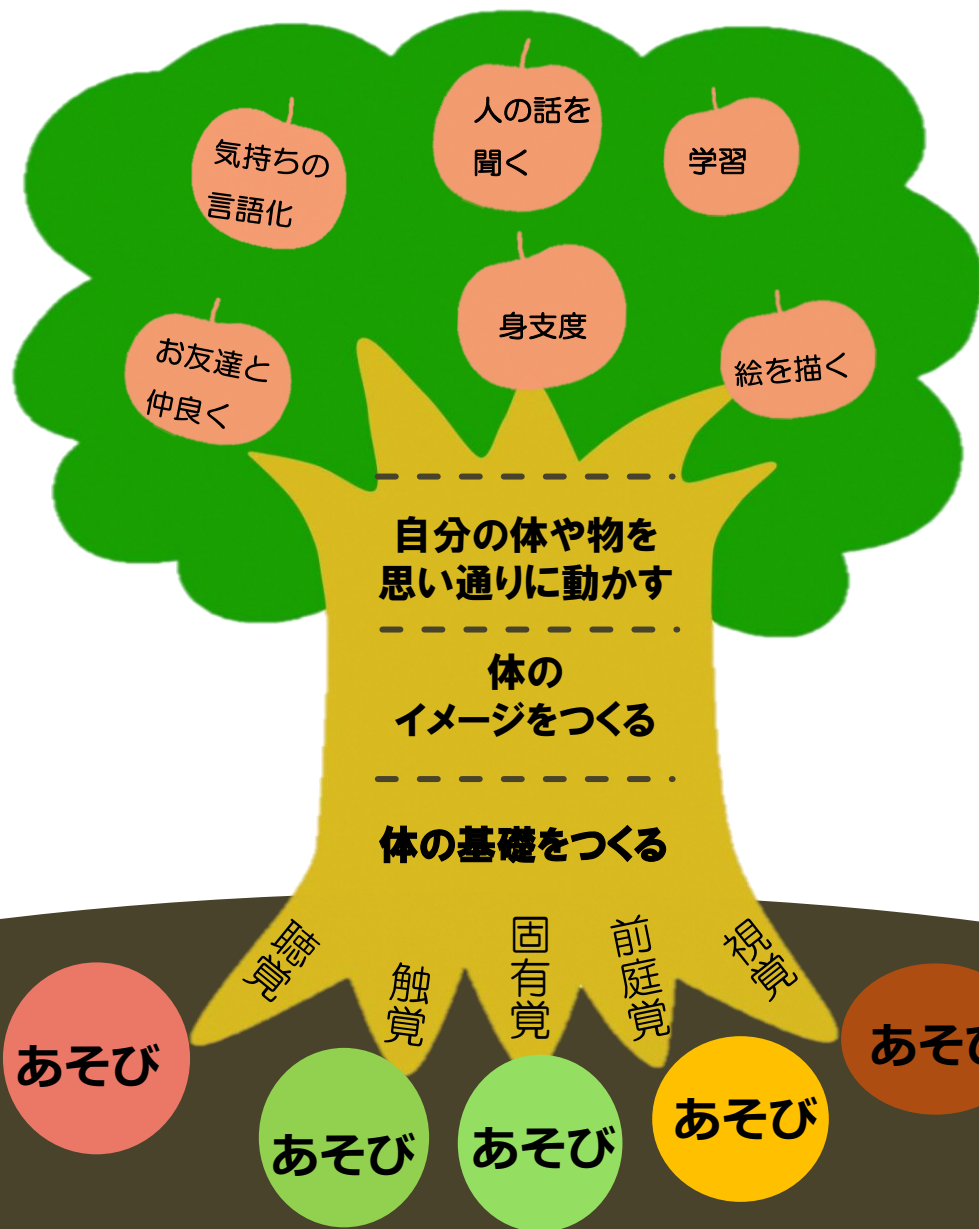 人の話を
聞く
気持ちの
言語化
学習
身支度
お友達と
仲良く
絵を描く
自分の体や物を
思い通りに動かす
体の
イメージをつくる
体の基礎をつくる
聴覚
触覚
固有覚
前庭覚
視覚
あそび
あそび
あそび
あそび
あそ